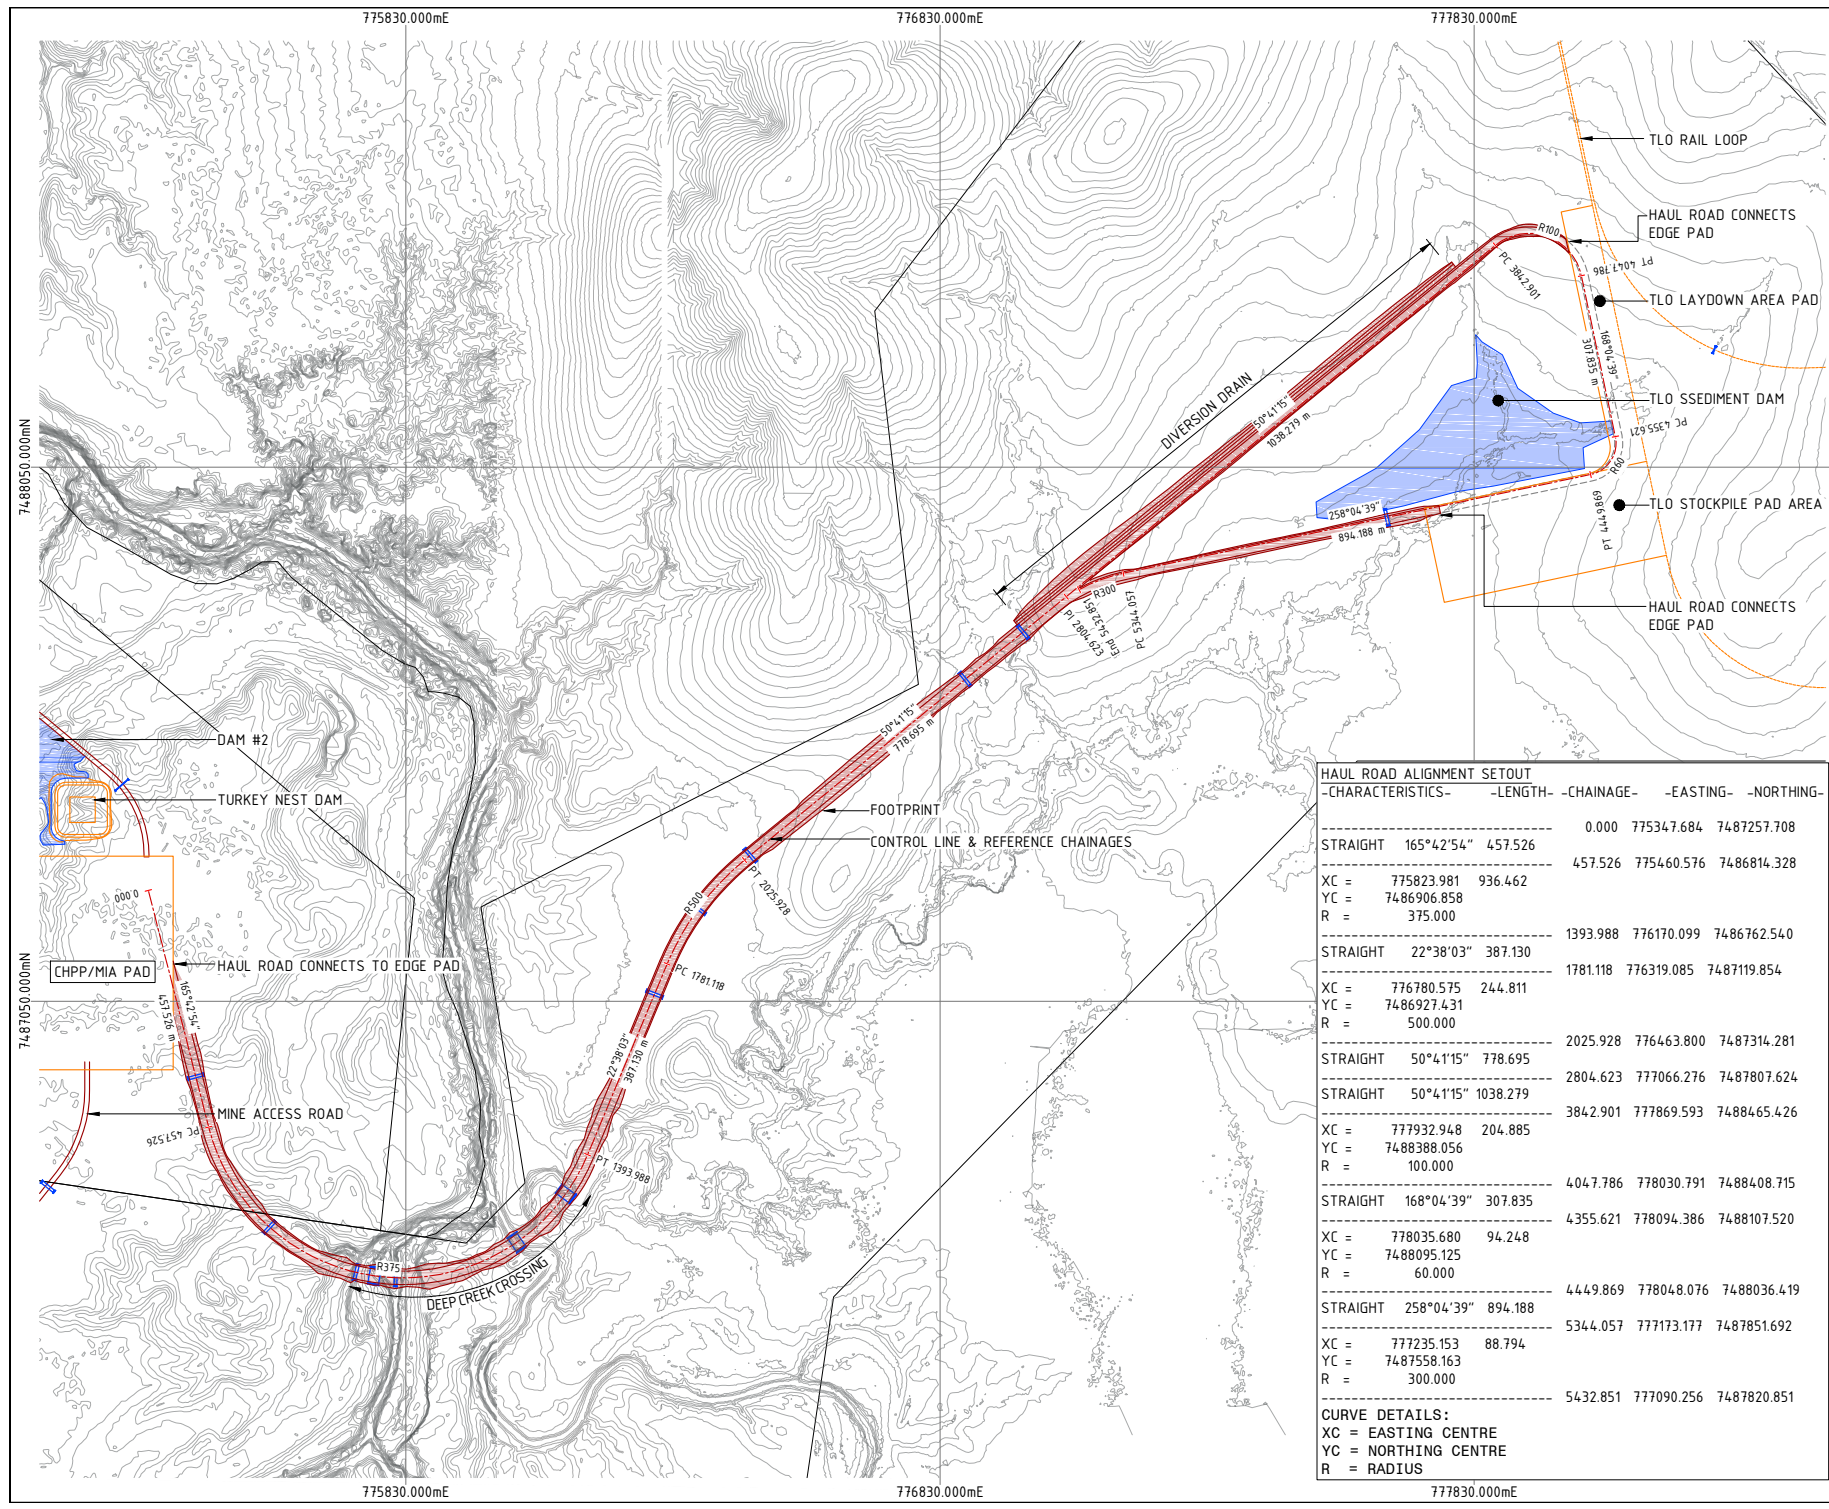 775830.000mE
776830.000mE
777830.000mE
TLO RAIL LOOP
HAUL ROAD CONNECTS
EDGE PAD
R100
PT 4047.786
PC 3842.901
TLO LAYDOWN AREA PAD
168°04'39"
307.835 m
DIVERSION DRAIN
50°41'15"
1038.279 m
TLO SSEDIMENT DAM
PC 4355.621
R60
7488050.000mN
TLO STOCKPILE PAD AREA
PT 4449.869
258°04'39"
894.188 m
R300
PC 5344.057
End 5432.851
PI 2804.623
HAUL ROAD CONNECTS
EDGE PAD
50°41'15"
778.695 m
DAM #2
TURKEY NEST DAM
FOOTPRINT
CONTROL LINE & REFERENCE CHAINAGES
PT 2025.928
R500
0.000
CHPP/MIA PAD
HAUL ROAD CONNECTS TO EDGE PAD
PC 1781.118
7487050.000mN
165°42'54"
457.526 m
22°38'03"
387.130 m
MINE ACCESS ROAD
PC 457.526
PT 1393.988
R375
DEEP CREEK CROSSING
HAUL ROAD ALIGNMENT SETOUT
-CHARACTERISTICS- -LENGTH- -CHAINAGE- -EASTING- -NORTHING-
0.000 775347.684 7487257.708
STRAIGHT 165°42'54" 457.526
457.526 775460.576 7486814.328
XC = 775823.981 936.462
YC = 7486906.858
R = 375.000
1393.988 776170.099 7486762.540
STRAIGHT 22°38'03" 387.130
1781.118 776319.085 7487119.854
XC = 776780.575 244.811
YC = 7486927.431
R = 500.000
2025.928 776463.800 7487314.281
STRAIGHT 50°41'15" 778.695
2804.623 777066.276 7487807.624
STRAIGHT 50°41'15" 1038.279
3842.901 777869.593 7488465.426
XC = 777932.948 204.885
YC = 7488388.056
R = 100.000
4047.786 778030.791 7488408.715
STRAIGHT 168°04'39" 307.835
4355.621 778094.386 7488107.520
XC = 778035.680 94.248
YC = 7488095.125
R = 60.000
4449.869 778048.076 7488036.419
STRAIGHT 258°04'39" 894.188
5344.057 777173.177 7487851.692
XC = 777235.153 88.794
YC = 7487558.163
R = 300.000
5432.851 777090.256 7487820.851
CURVE DETAILS:
XC = EASTING CENTRE
YC = NORTHING CENTRE
R = RADIUS
775830.000mE
776830.000mE
777830.000mE